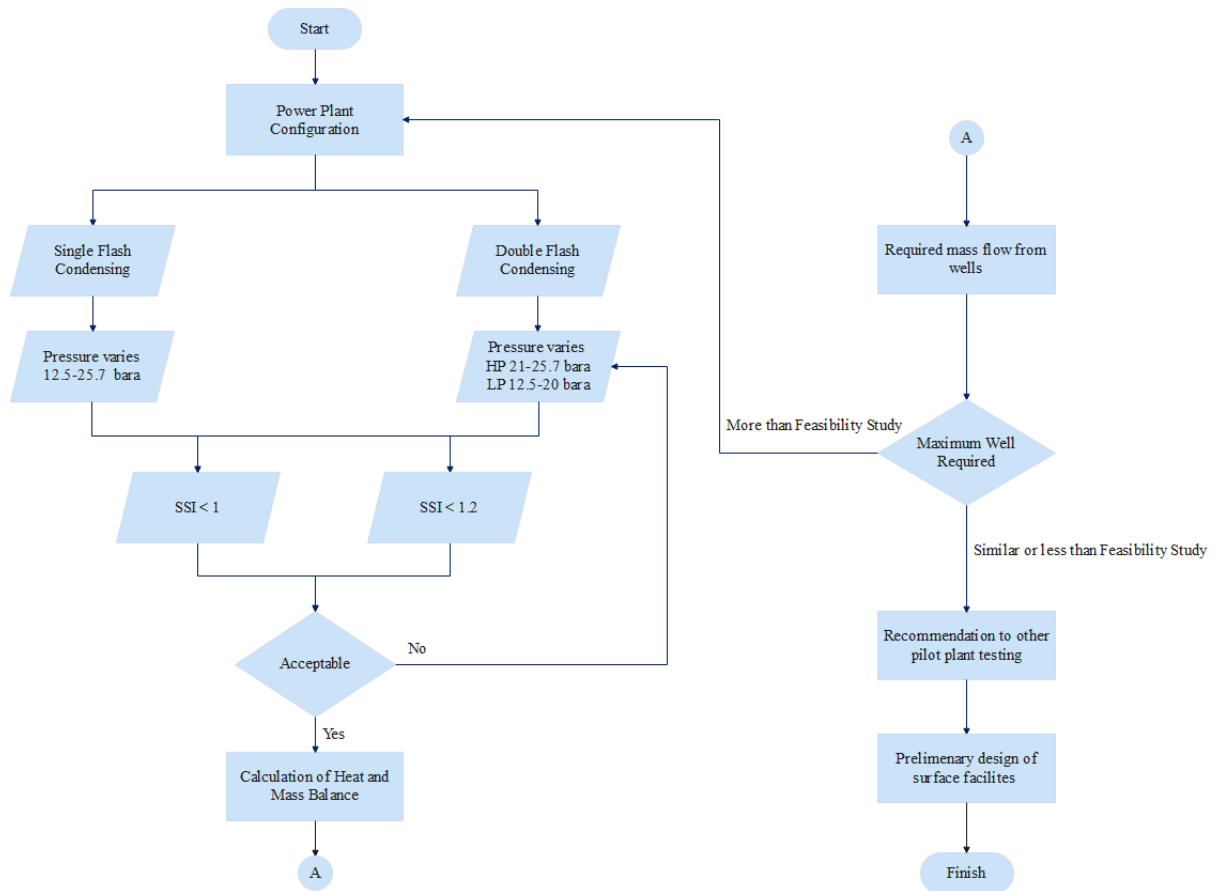 Start
Power Plant
Configuration
Single Flash
Condensing
Double Flash
Condensing
Pressure varies
12.5-25.7 bara
Pressure varies
HP 21-25.7 bara
LP 12.5-20 bara
SSI < 1
SSI < 1.2
Acceptable
No
Yes
Calculation of Heat and
Mass Balance
A
A
Required mass flow from
wells
Maximum Well
Required
More than Feasibility Study
Similar or less than Feasibility Study
Recommendation to other
pilot plant testing
Prelimenary design of
surface facilites
Finish